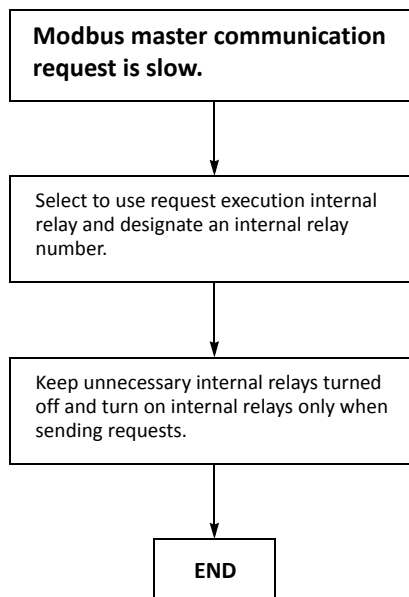 Modbus master communication
request is slow.
Select to use request execution internal
relay and designate an internal relay
number.
Keep unnecessary internal relays turned
off and turn on internal relays only when
sending requests.
END